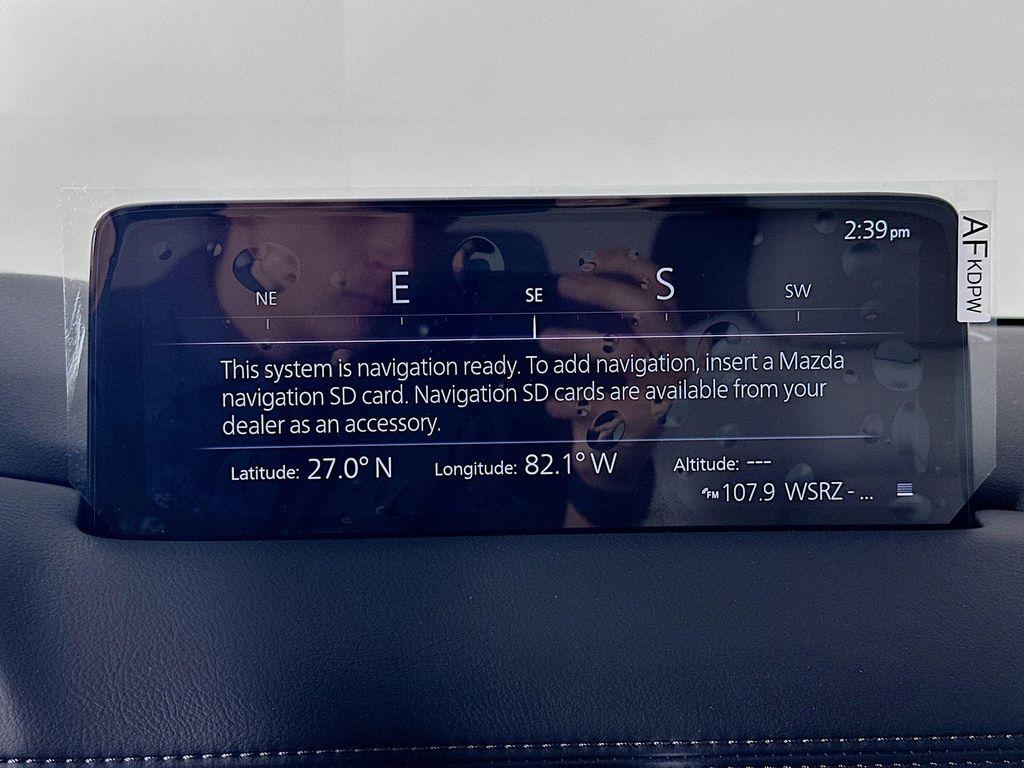 2:39 pm
NE E SE S SW
This system is navigation ready. To add navigation, insert a Mazda
navigation SD card. Navigation SD cards are available from your
dealer as an accessory.
Latitude: 27.0° N Longitude: 82.1° W Altitude: ---
FM 107.9 WSRZ - ...
AF KDPW